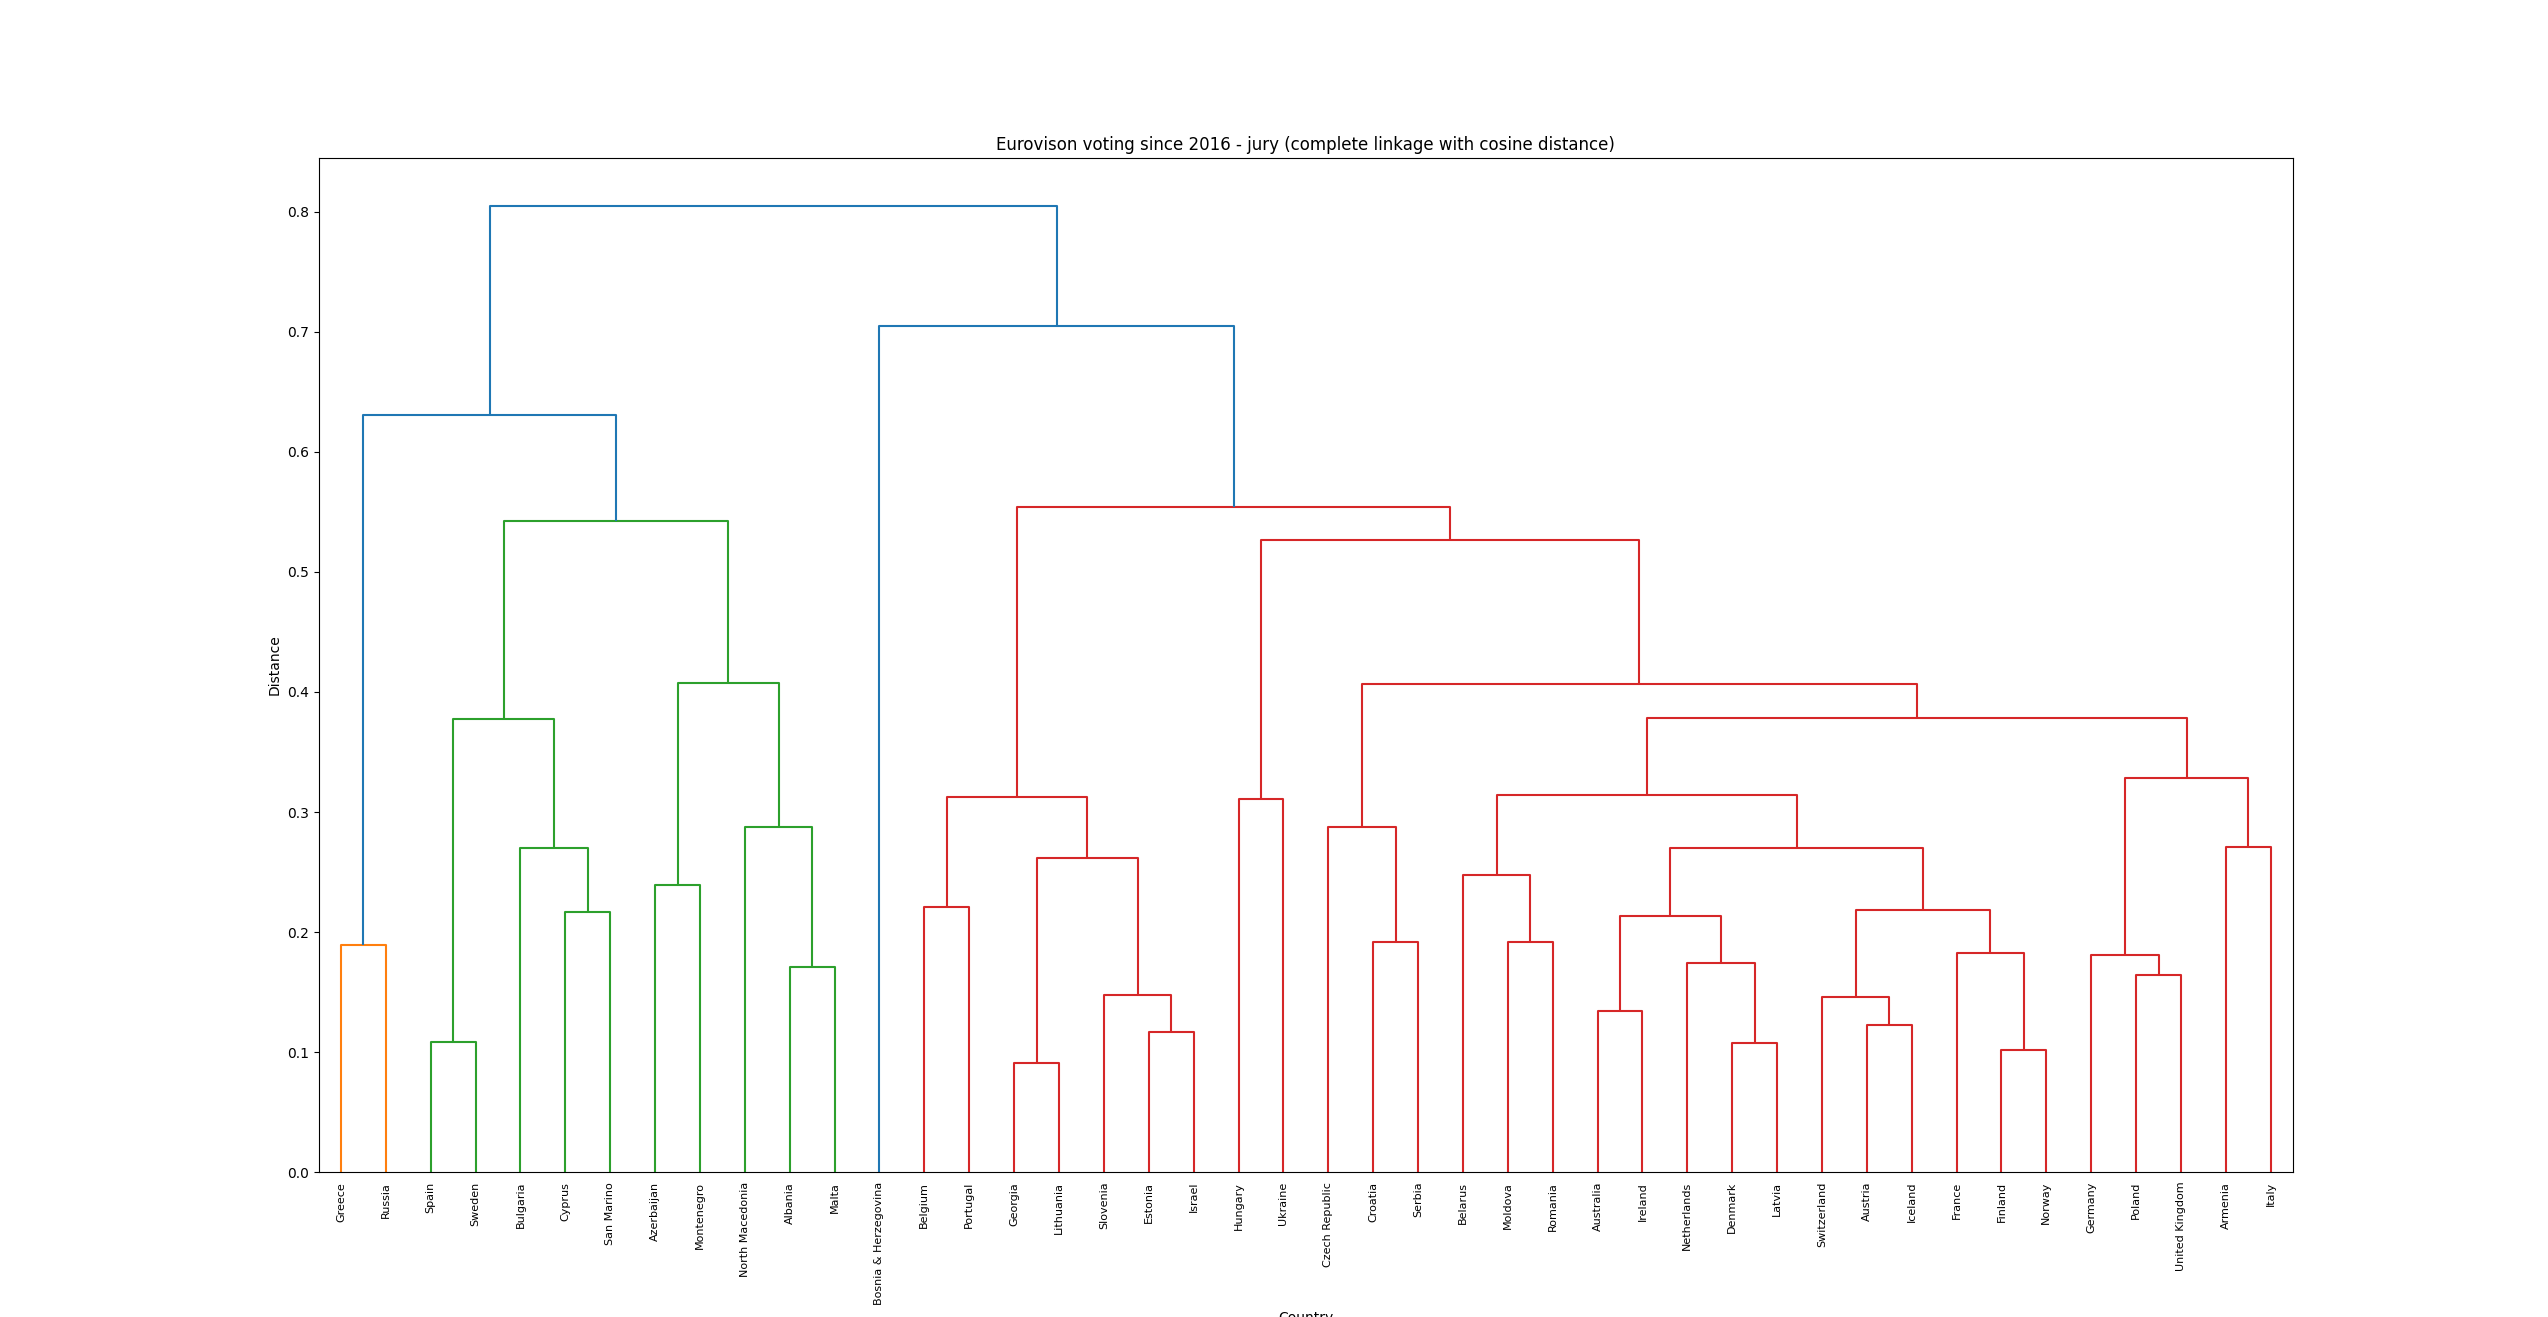 Eurovison voting since 2016 - jury (complete linkage with cosine distance)
0.8
0.7
0.6
0.5
0.4
0.3
0.2
0.1
0.0
Distance
Greece
Russia
Spain
Sweden
Bulgaria
Cyprus
San Marino
Azerbaijan
Montenegro
North Macedonia
Albania
Malta
Bosnia & Herzegovina
Belgium
Portugal
Georgia
Lithuania
Slovenia
Estonia
Israel
Hungary
Ukraine
Czech Republic
Croatia
Serbia
Belarus
Moldova
Romania
Australia
Ireland
Netherlands
Denmark
Latvia
Switzerland
Austria
Iceland
France
Finland
Norway
Germany
Poland
United Kingdom
Armenia
Italy
Country